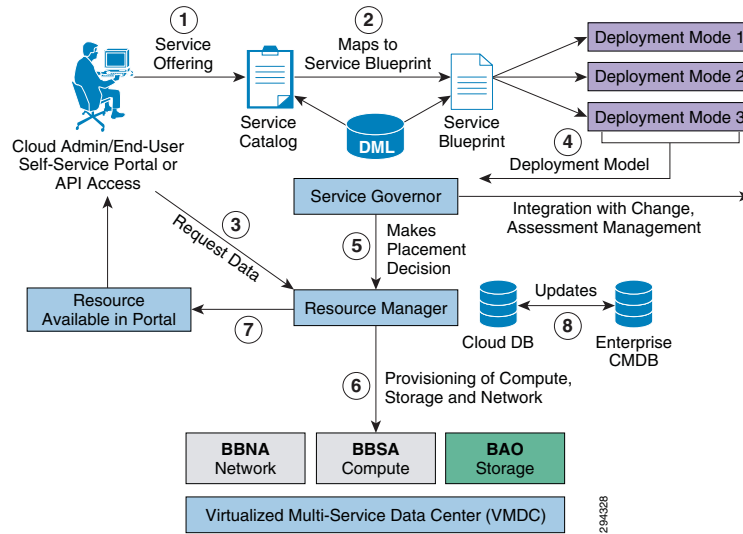 1
Service
Offering
2
Maps to
Service Blueprint
Deployment Mode 1
Deployment Mode 2
Deployment Mode 3
Service
Catalog
DML
Service
Blueprint
Cloud Admin/End-User
Self-Service Portal or
API Access
4
Deployment Model
Service Governor
Integration with Change,
Assessment Management
3
Request Data
5
Makes
Placement
Decision
Resource
Available in Portal
Resource Manager
7
Updates
8
Cloud DB
Enterprise
CMDB
6
Provisioning of Compute,
Storage and Network
BBNA
Network
BBSA
Compute
BAO
Storage
Virtualized Multi-Service Data Center (VMDC)
294328